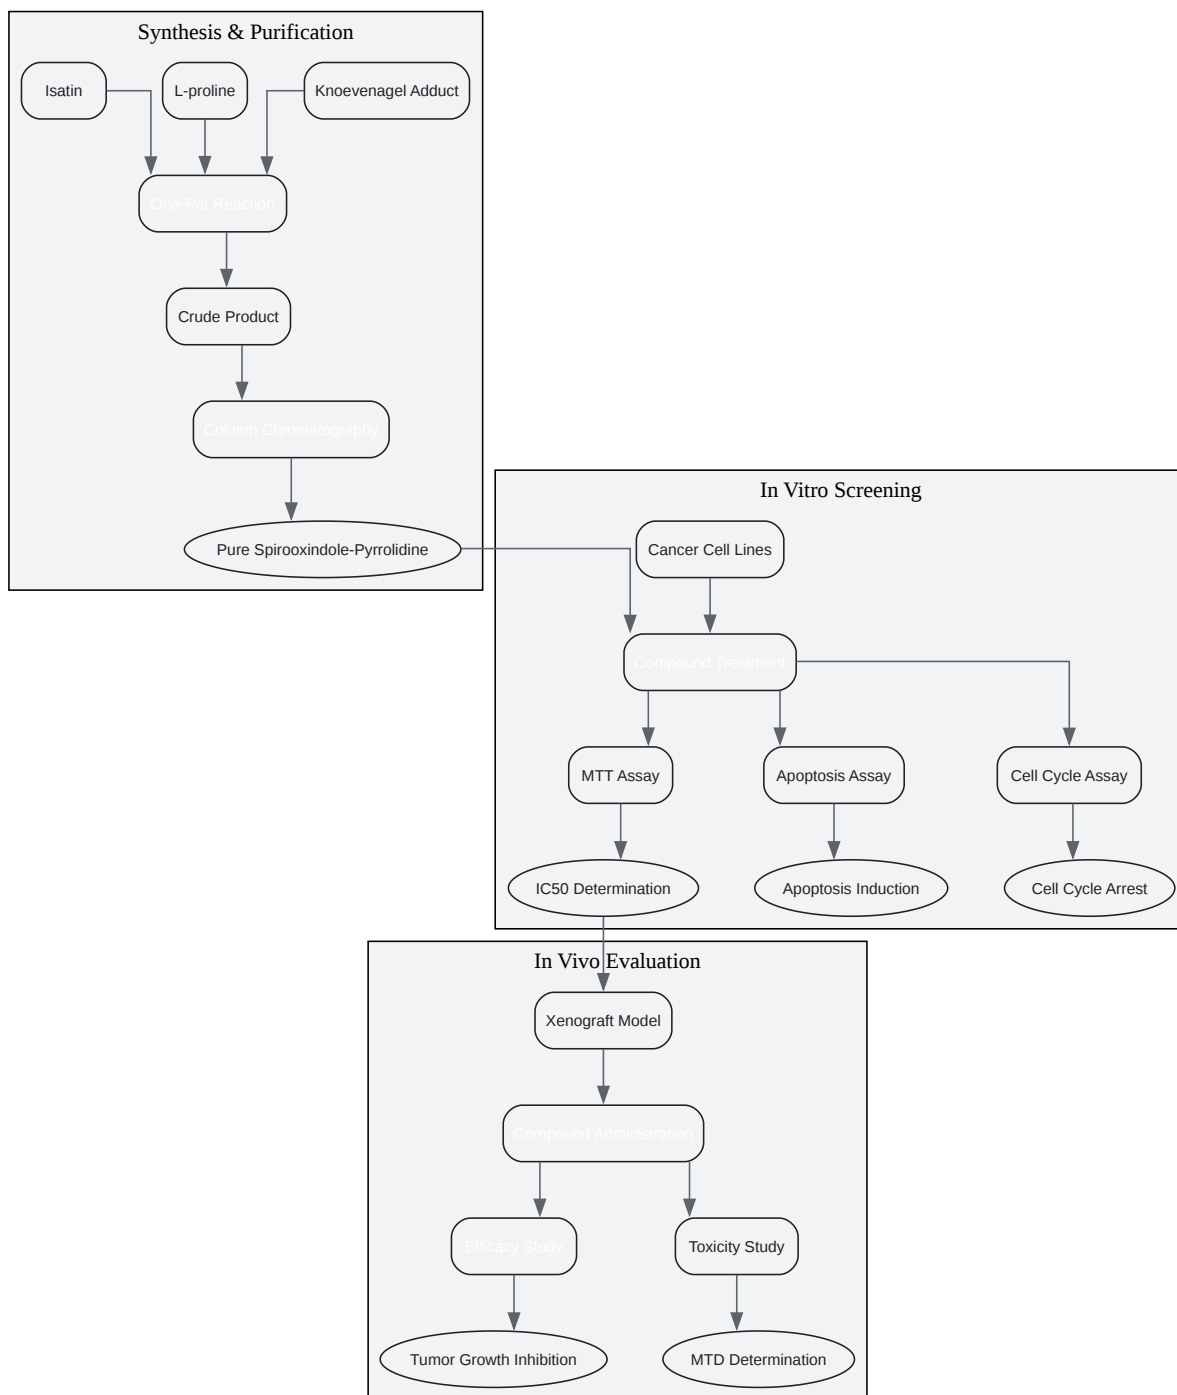 Synthesis & Purification
Isatin
L-proline
Knoevenagel Adduct
One-Pot Reaction
Crude Product
Column Chromatography
Pure Spirooxindole-Pyrrolidine
In Vitro Screening
Cancer Cell Lines
Compound Treatment
MTT Assay
Apoptosis Assay
Cell Cycle Assay
IC50 Determination
Apoptosis Induction
Cell Cycle Arrest
In Vivo Evaluation
Xenograft Model
Compound Administration
Efficacy Study
Toxicity Study
Tumor Growth Inhibition
MTD Determination